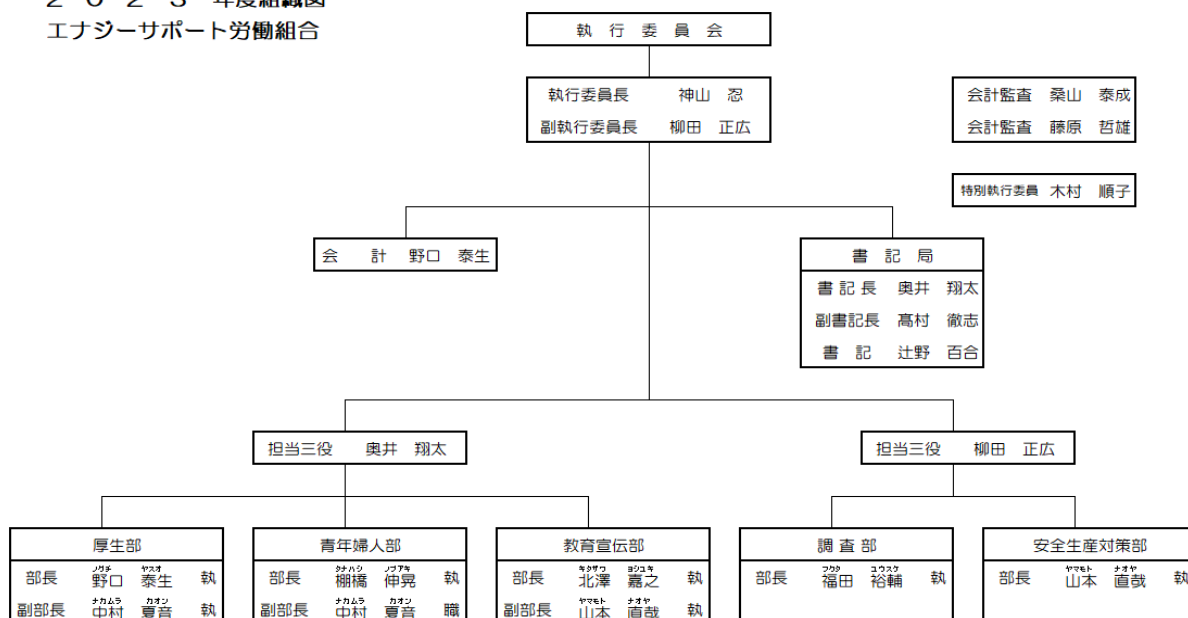 ２０２３ 年度組織図
エナジーサポート労働組合
執 行 委 員 会
執行委員長 神山 忍
副執行委員長 柳田 正広
会計監査 桑山 泰成
会計監査 藤原 哲雄
特別執行委員 木村 順子
会 計 野口 泰生
書 記 局
書 記 長 奥井 翔太
副書記長 髙村 徹志
書 記 辻野 百合
担当三役 奥井 翔太
担当三役 柳田 正広
厚生部
ノグチ ヤスオ
部長 野口 泰生 執
ナカムラ カオン
副部長 中村 夏音 執
青年婦人部
タナハシ ノブアキ
部長 棚橋 伸晃 執
ナカムラ カオン
副部長 中村 夏音 職
教育宣伝部
キタザワ ヨシユキ
部長 北澤 嘉之 執
ヤマモト ナオヤ
副部長 山本 直哉 執
調 査 部
フクタ ユウスケ
部長 福田 裕輔 執
安全生産対策部
ヤマモト ナオヤ
部長 山本 直哉 執